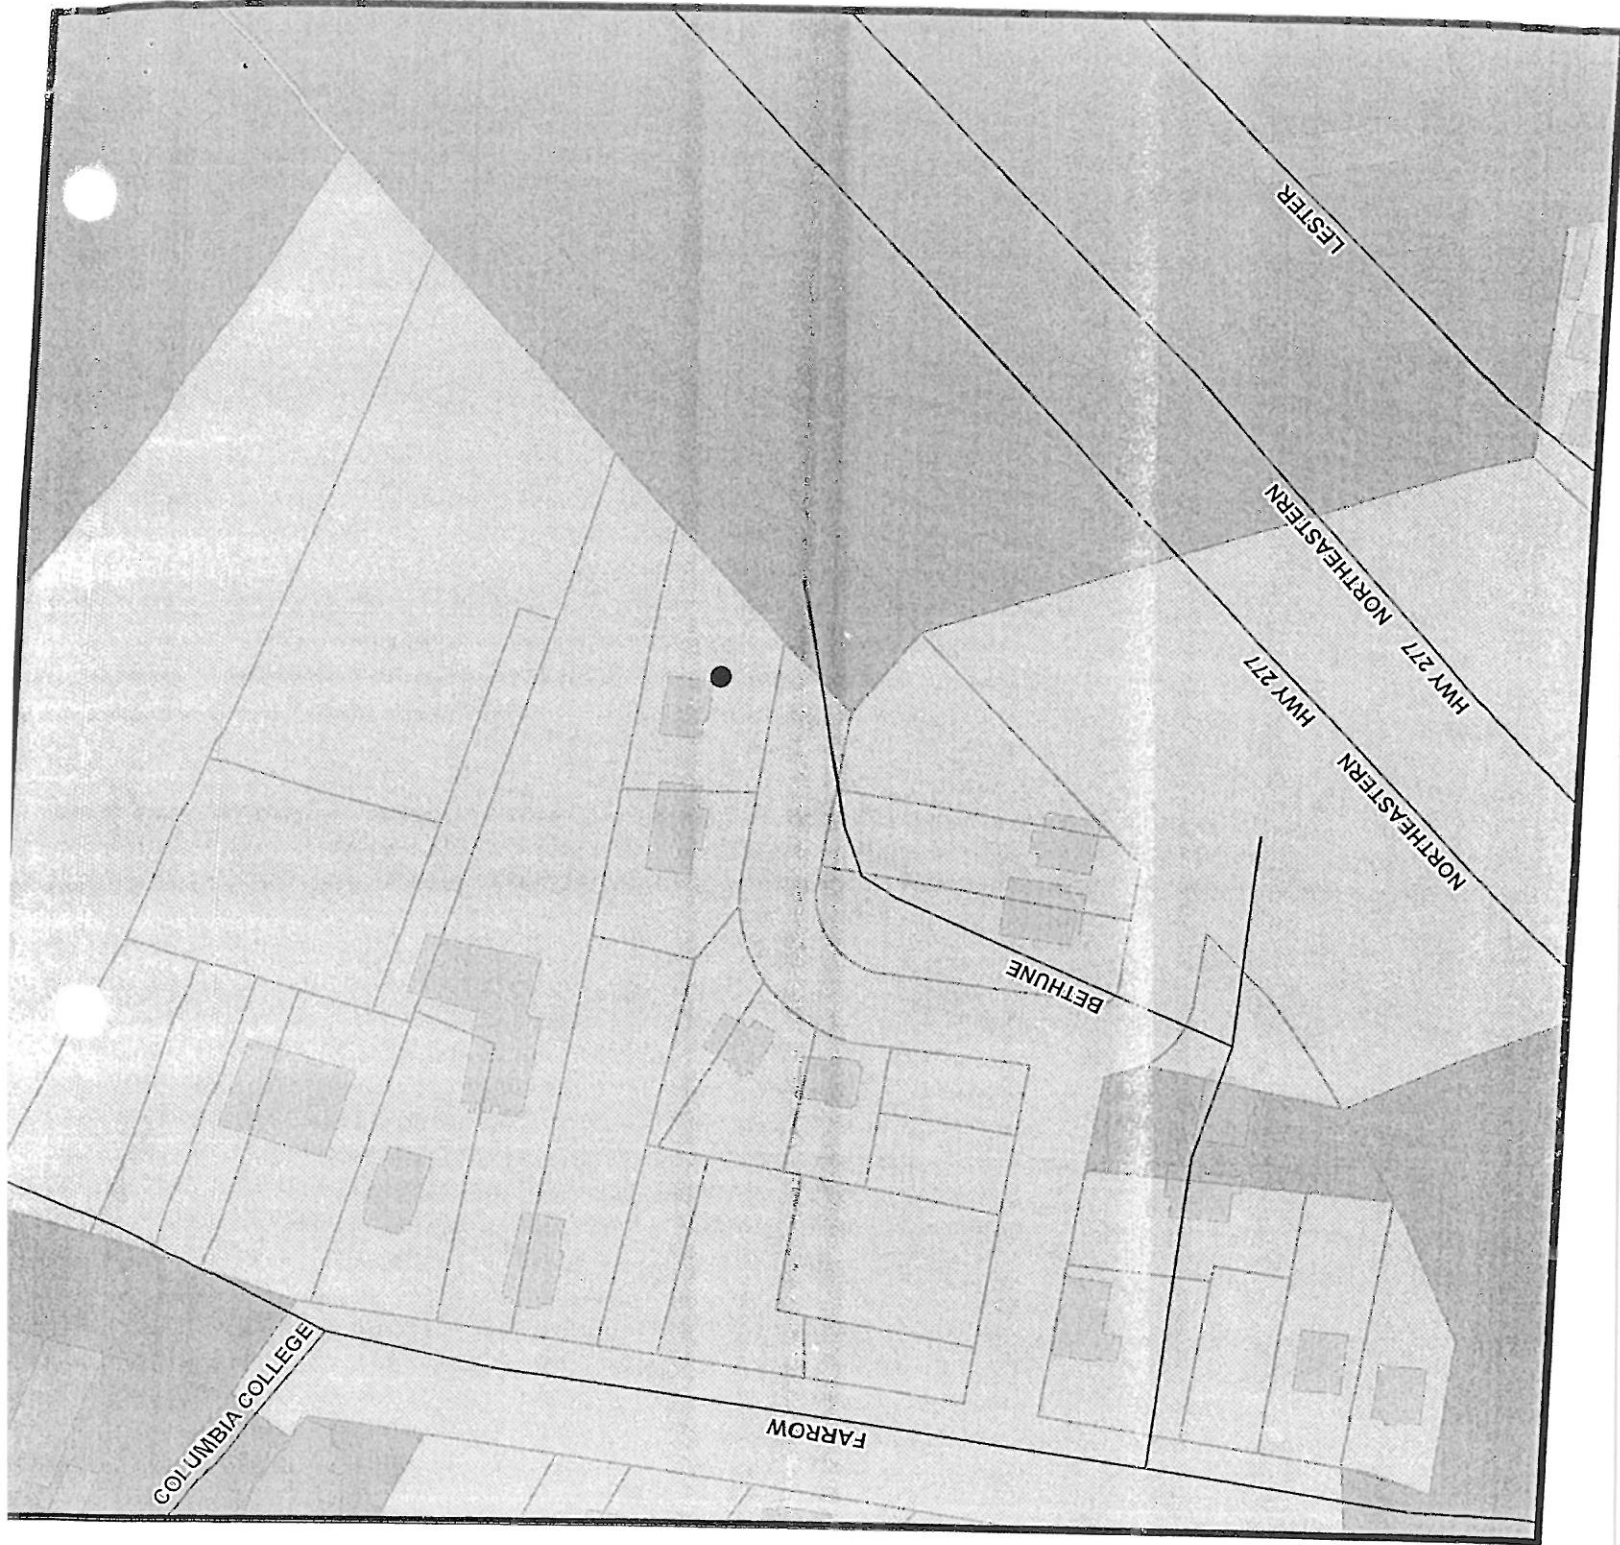 LESTER
NORTHEASTERN
HWY 277
HWY 277
NORTHEASTERN
BETHUNE
FARROW
COLUMBIA COLLEGE